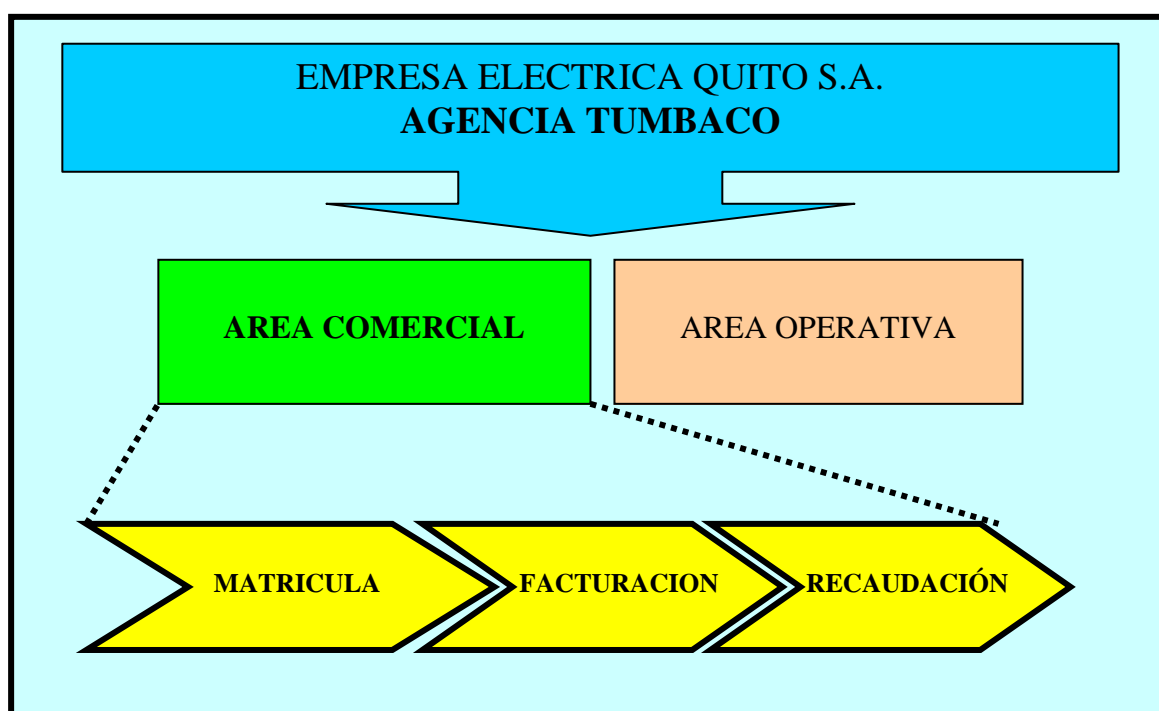 EMPRESA ELECTRICA QUITO S.A.
AGENCIA TUMBACO
AREA COMERCIAL
AREA OPERATIVA
MATRICULA
FACTURACION
RECAUDACIÓN